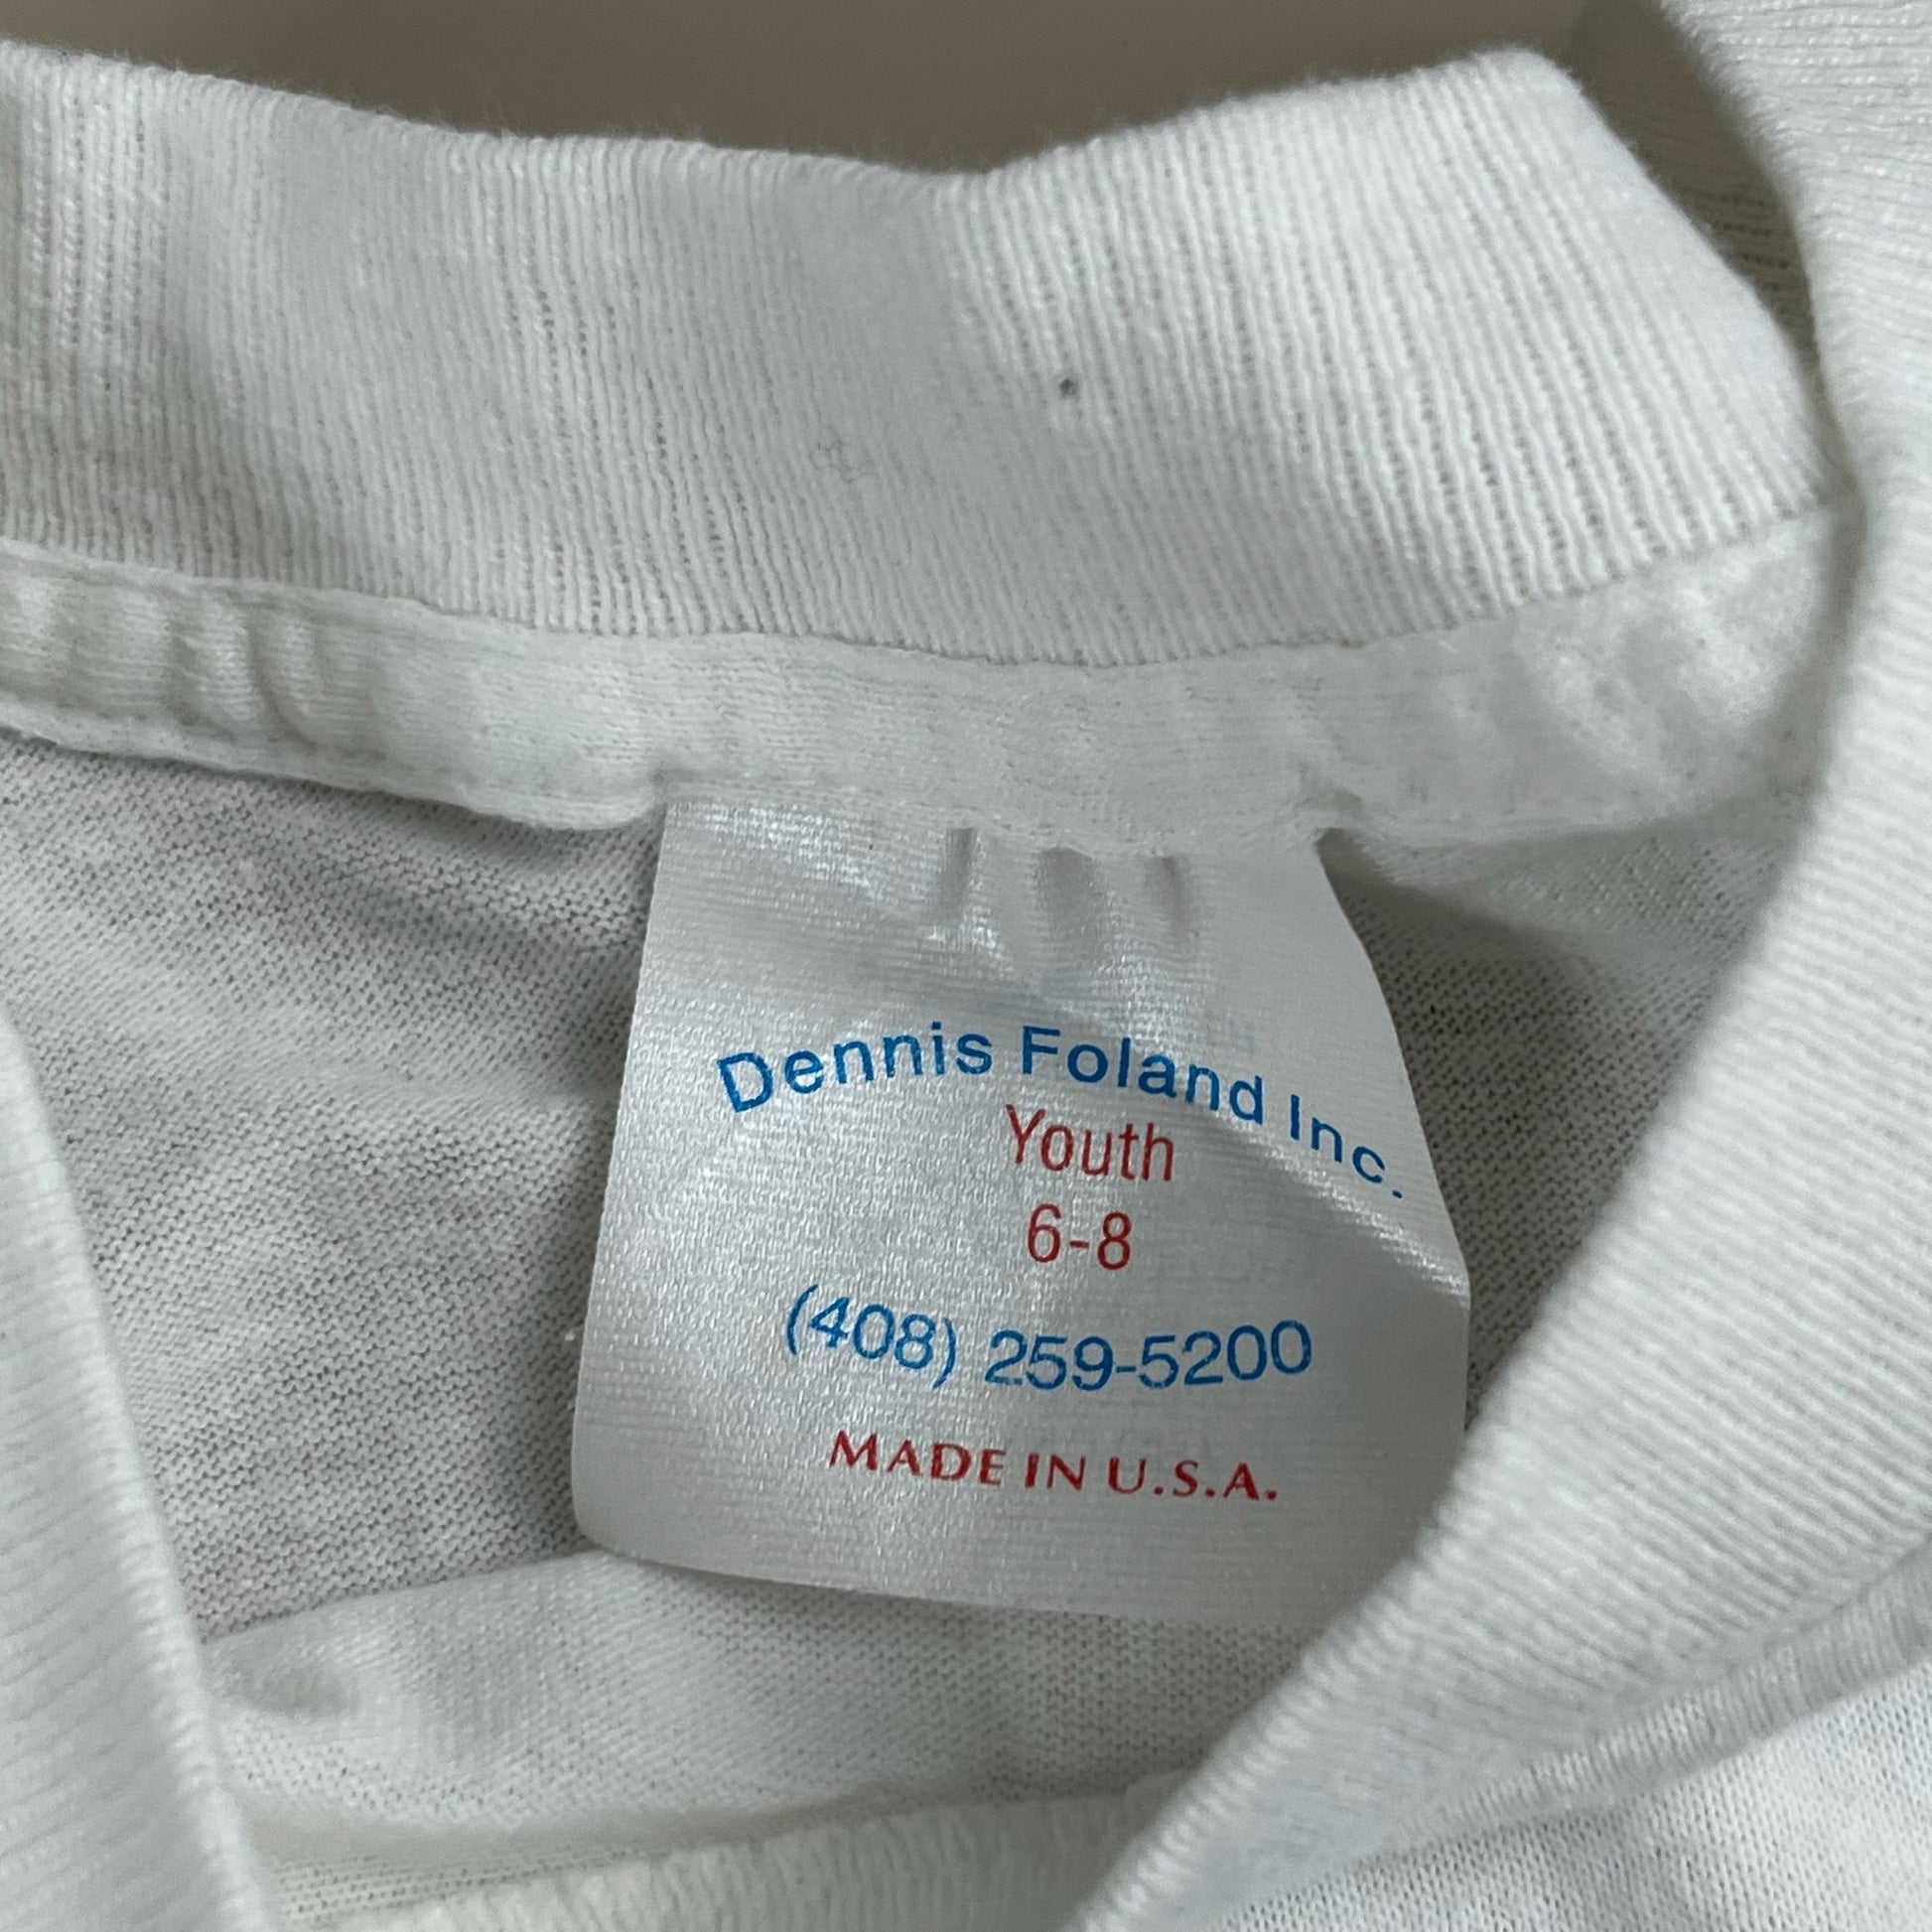 Dennis Foland Inc.
Youth
6-8
(408) 259-5200
MADE IN U.S.A.